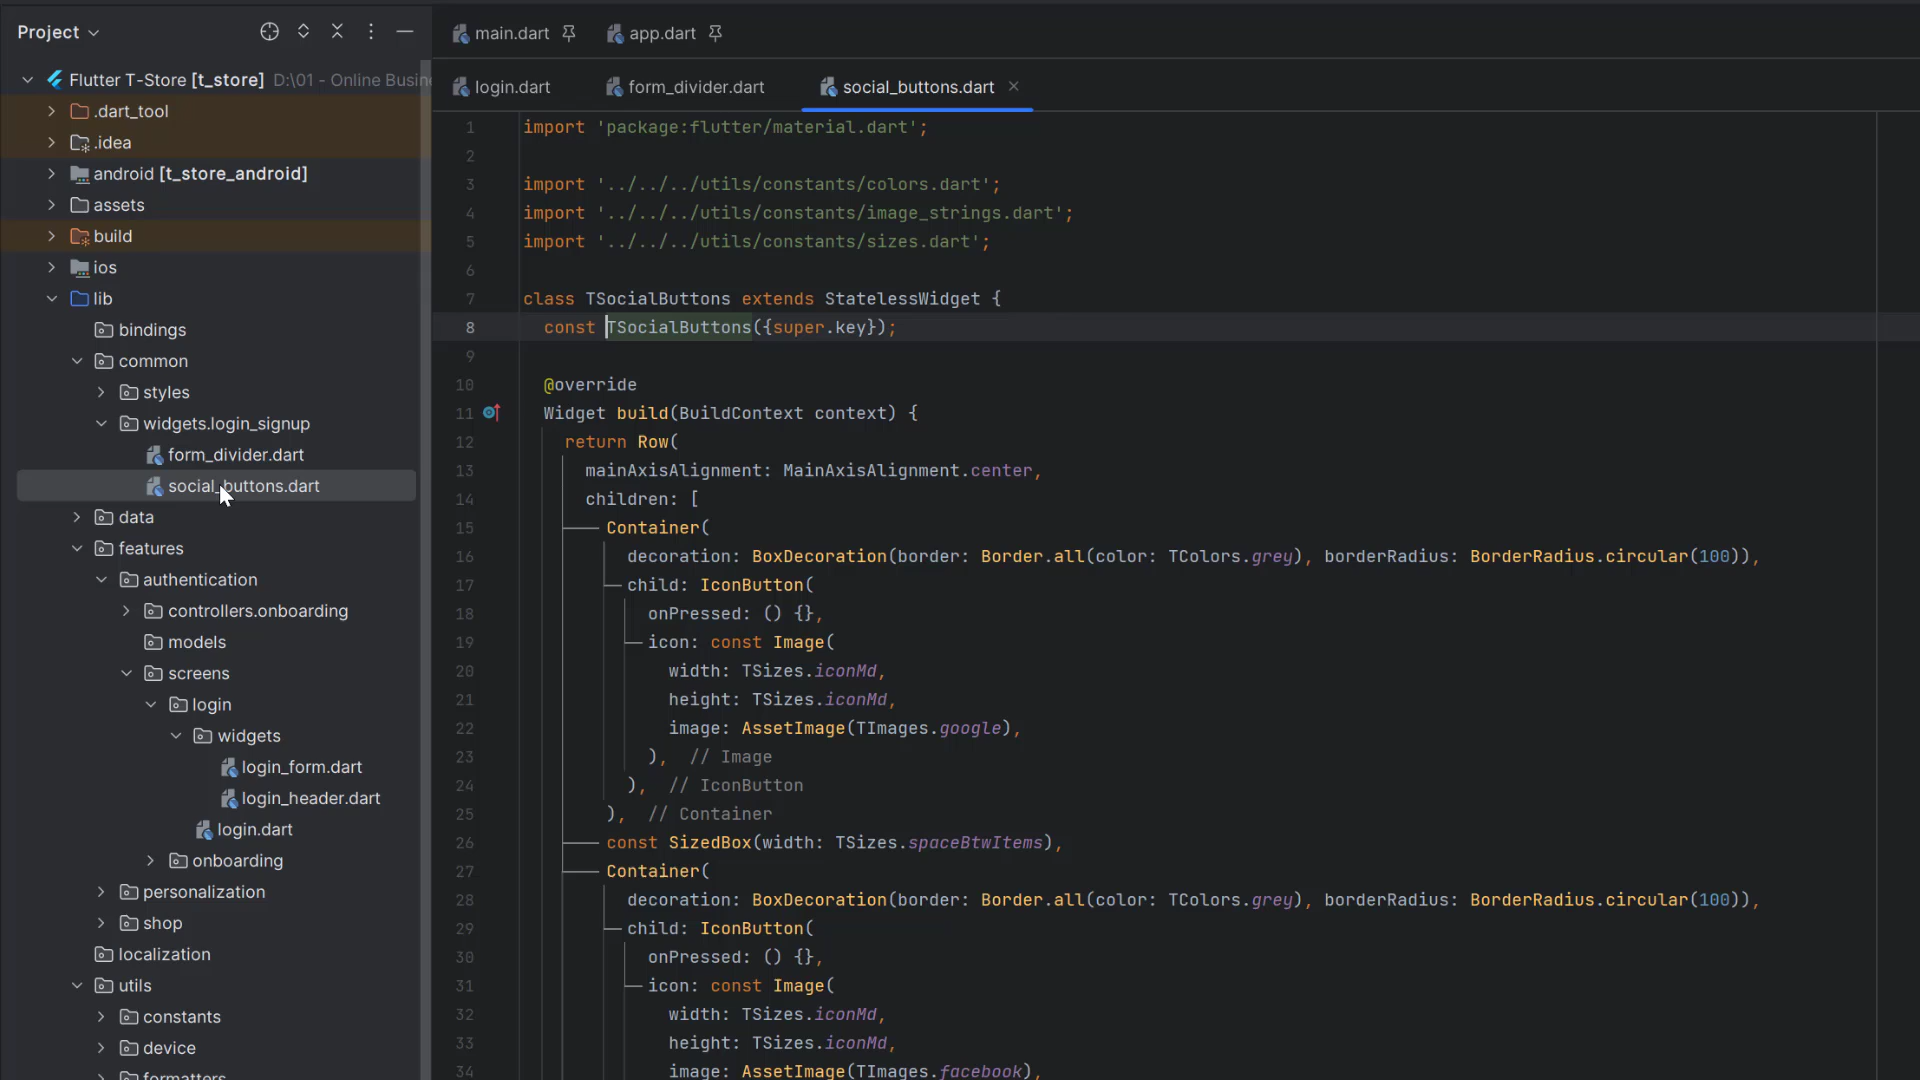 Project
Flutter T-Store [t_store] D:\01 - Online Busin
.dart_tool
.idea
android [t_store_android]
assets
build
ios
lib
bindings
common
styles
widgets.login_signup
form_divider.dart
social_buttons.dart
data
features
authentication
controllers.onboarding
models
screens
login
widgets
login_form.dart
login_header.dart
login.dart
onboarding
personalization
shop
localization
utils
constants
device
formatters
main.dart app.dart
login.dart form_divider.dart social_buttons.dart
1 import 'package:flutter/material.dart';
2
3 import '../../../utils/constants/colors.dart';
4 import '../../../utils/constants/image_strings.dart';
5 import '../../../utils/constants/sizes.dart';
6
7 class TSocialButtons extends StatelessWidget {
8 const TSocialButtons({super.key});
9
10 @override
11 Widget build(BuildContext context) {
12 return Row(
13 mainAxisAlignment: MainAxisAlignment.center,
14 children: [
15 Container(
16 decoration: BoxDecoration(border: Border.all(color: TColors.grey), borderRadius: BorderRadius.circular(100)),
17 child: IconButton(
18 onPressed: () {},
19 icon: const Image(
20 width: TSizes.iconMd,
21 height: TSizes.iconMd,
22 image: AssetImage(TImages.google),
23 ), // Image
24 ), // IconButton
25 ), // Container
26 const SizedBox(width: TSizes.spaceBtwItems),
27 Container(
28 decoration: BoxDecoration(border: Border.all(color: TColors.grey), borderRadius: BorderRadius.circular(100)),
29 child: IconButton(
30 onPressed: () {},
31 icon: const Image(
32 width: TSizes.iconMd,
33 height: TSizes.iconMd,
34 image: AssetImage(TImages.facebook),